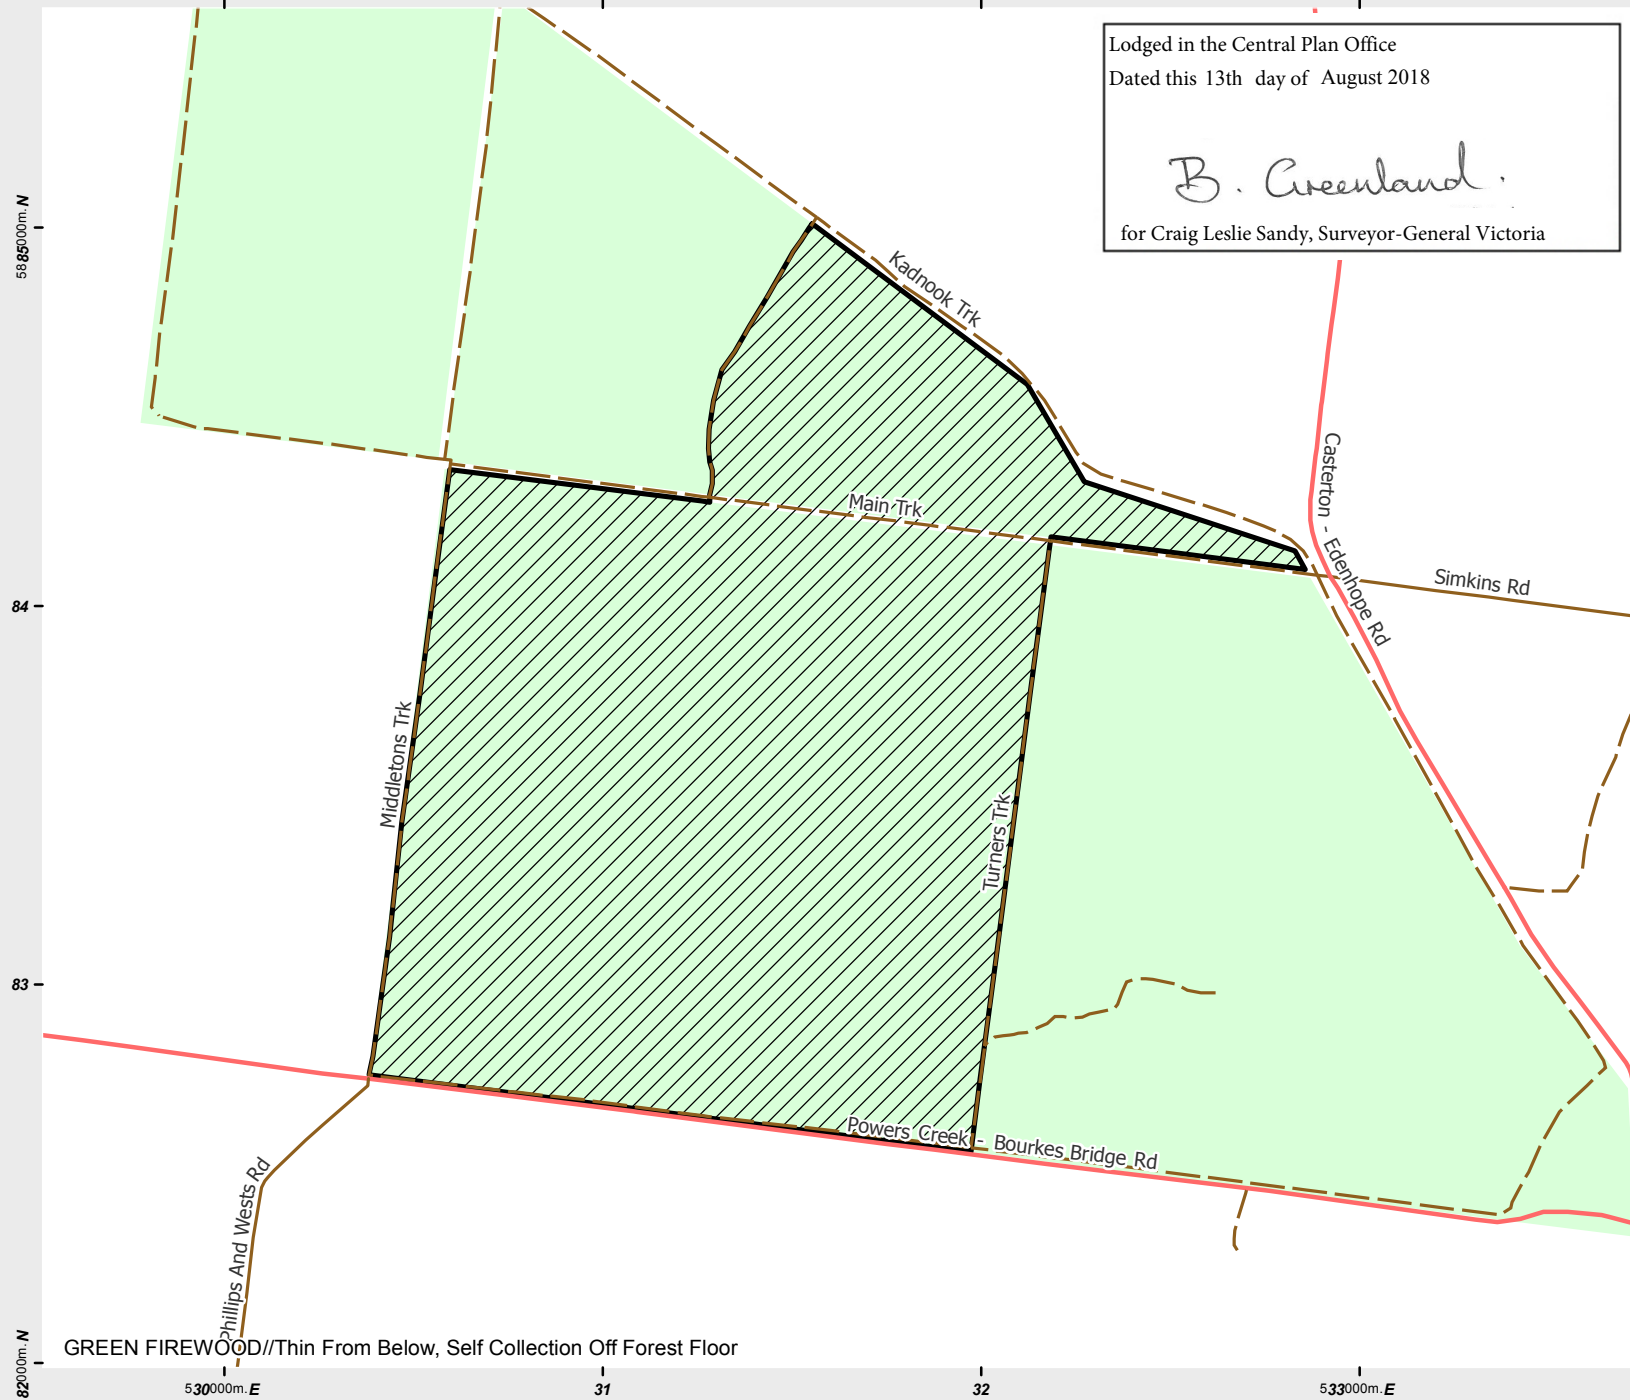 Lodged in the Central Plan Office
Dated this 13th day of August 2018
B. Greenland.
for Craig Leslie Sandy, Surveyor-General Victoria
5885000m. N
Kadnook Trk
Casterton - Edenhope Rd
Main Trk
Simkins Rd
84
Middletons Trk
Turners Trk
83
Powers Creek - Bourkes Bridge Rd
Phillips And Wests Rd
GREEN FIREWOOD//Thin From Below, Self Collection Off Forest Floor
82000m. N
530000m. E
31
32
533000m. E